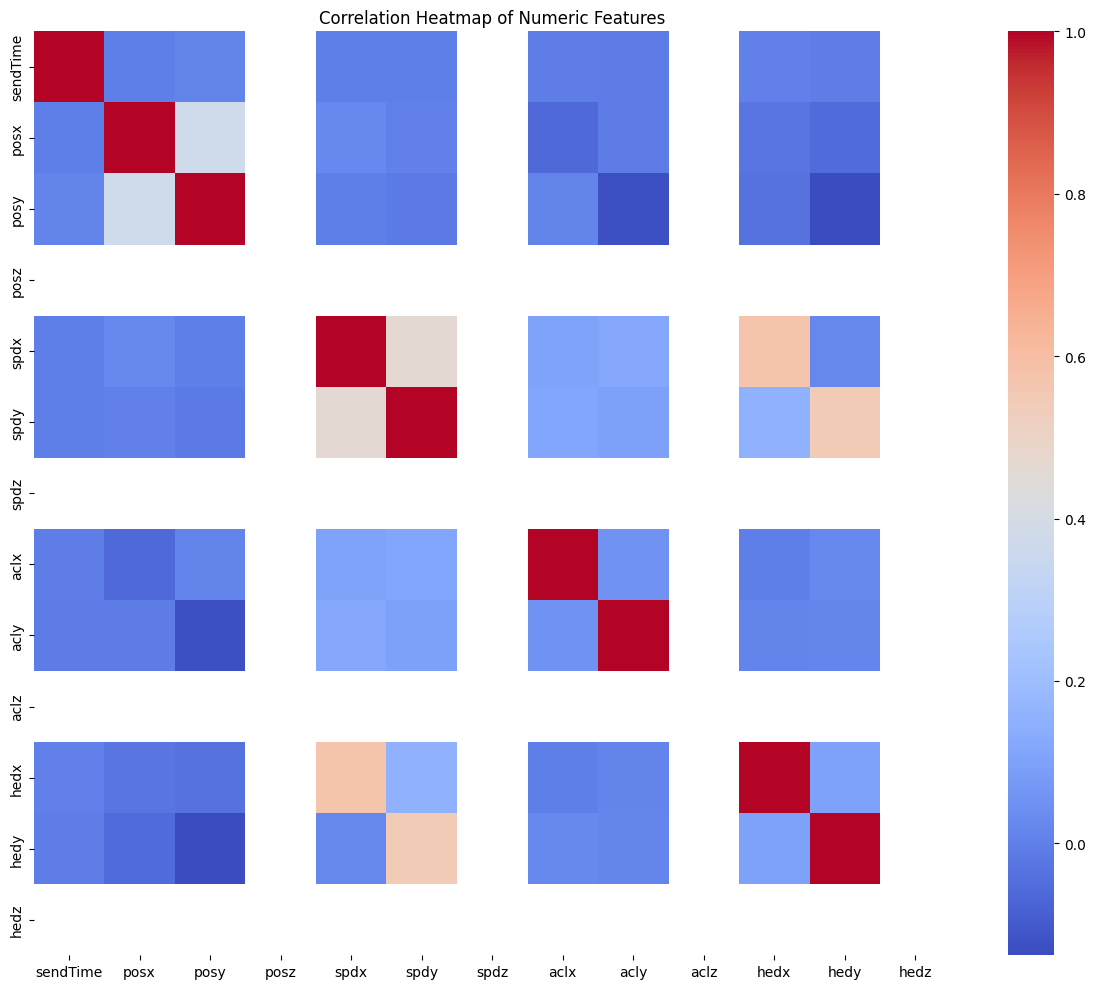 Correlation Heatmap of Numeric Features
sendTime
posx
posy
posz
spdx
spdy
spdz
aclx
acly
aclz
hedx
hedy
hedz
sendTime posx posy posz spdx spdy spdz aclx acly aclz hedx hedy hedz
1.0
0.8
0.6
0.4
0.2
0.0